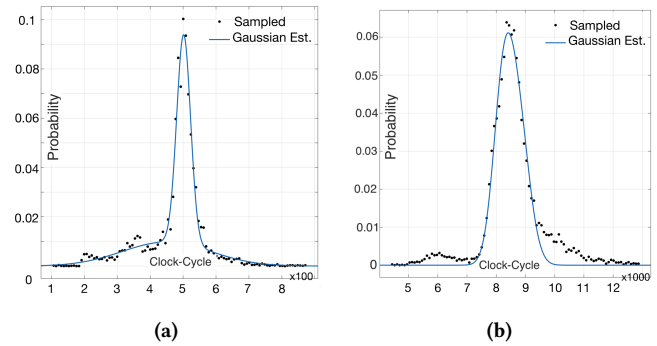 0.1
0.08
0.06
0.04
0.02
0
Probability
Sampled
Gaussian Est.
Clock-Cycle
x100
1 2 3 4 5 6 7 8
(a)
0.06
0.05
0.04
0.03
0.02
0.01
0
Probability
Sampled
Gaussian Est.
Clock-Cycle
x1000
4 5 6 7 8 9 10 11 12
(b)